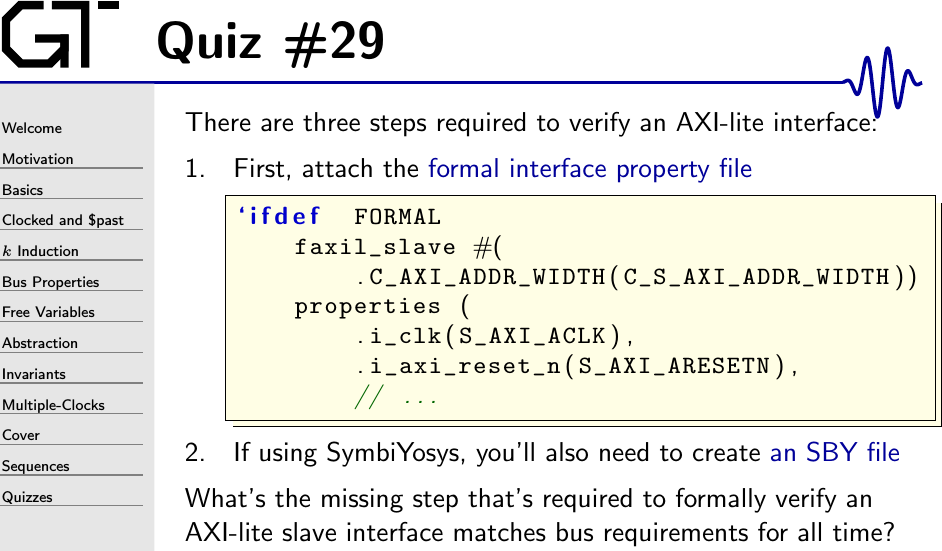 GT
Quiz #29
Welcome
Motivation
Basics
Clocked and $past
k Induction
Bus Properties
Free Variables
Abstraction
Invariants
Multiple-Clocks
Cover
Sequences
Quizzes
There are three steps required to verify an AXI-lite interface:
1. First, attach the formal interface property file
‘ifdef FORMAL
faxil_slave #(
.C_AXI_ADDR_WIDTH(C_S_AXI_ADDR_WIDTH))
properties (
.i_clk(S_AXI_ACLK),
.i_axi_reset_n(S_AXI_ARESETN),
// ...
2. If using SymbiYosys, you'll also need to create an SBY file
What's the missing step that's required to formally verify an
AXI-lite slave interface matches bus requirements for all time?